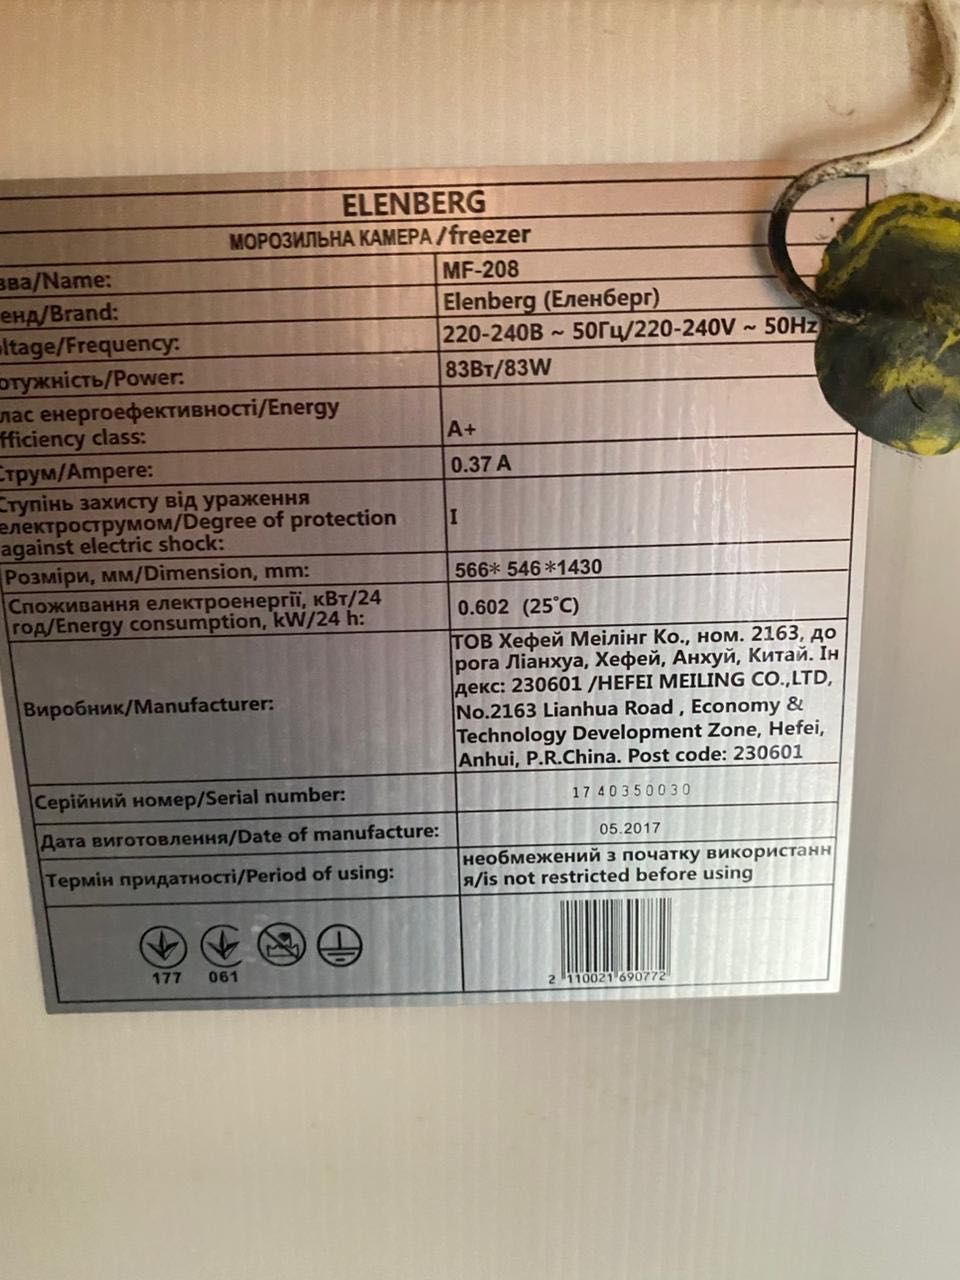 ELENBERG
МОРОЗИЛЬНА КАМЕРА/freezer
зва/Name: MF-208
енд/Brand: Elenberg (Еленберг)
ltage/Frequency: 220-240В ~ 50Гц/220-240V ~ 50Hz
отужність/Power: 83Вт/83W
лас енергоефективності/Energy
fficiency class: A+
Струм/Ampere: 0.37 A
Ступінь захисту від ураження
електрострумом/Degree of protection
against electric shock: I
Розміри, мм/Dimension, mm: 566* 546 *1430
Споживання електроенергії, кВт/24
год/Energy consumption, kW/24 h: 0.602 (25°C)
Виробник/Manufacturer:
ТОВ Хефей Меілінг Ко., ном. 2163, до
рога Ліанхуа, Хефей, Анхуй, Китай. Ін
декс: 230601 /HEFEI MEILING CO.,LTD,
No.2163 Lianhua Road , Economy &
Technology Development Zone, Hefei,
Anhui, P.R.China. Post code: 230601
Серійний номер/Serial number: 1740350030
Дата виготовлення/Date of manufacture: 05.2017
Термін придатності/Period of using:
необмежений з початку використанн
я/is not restricted before using
177 061
2 110021 690772